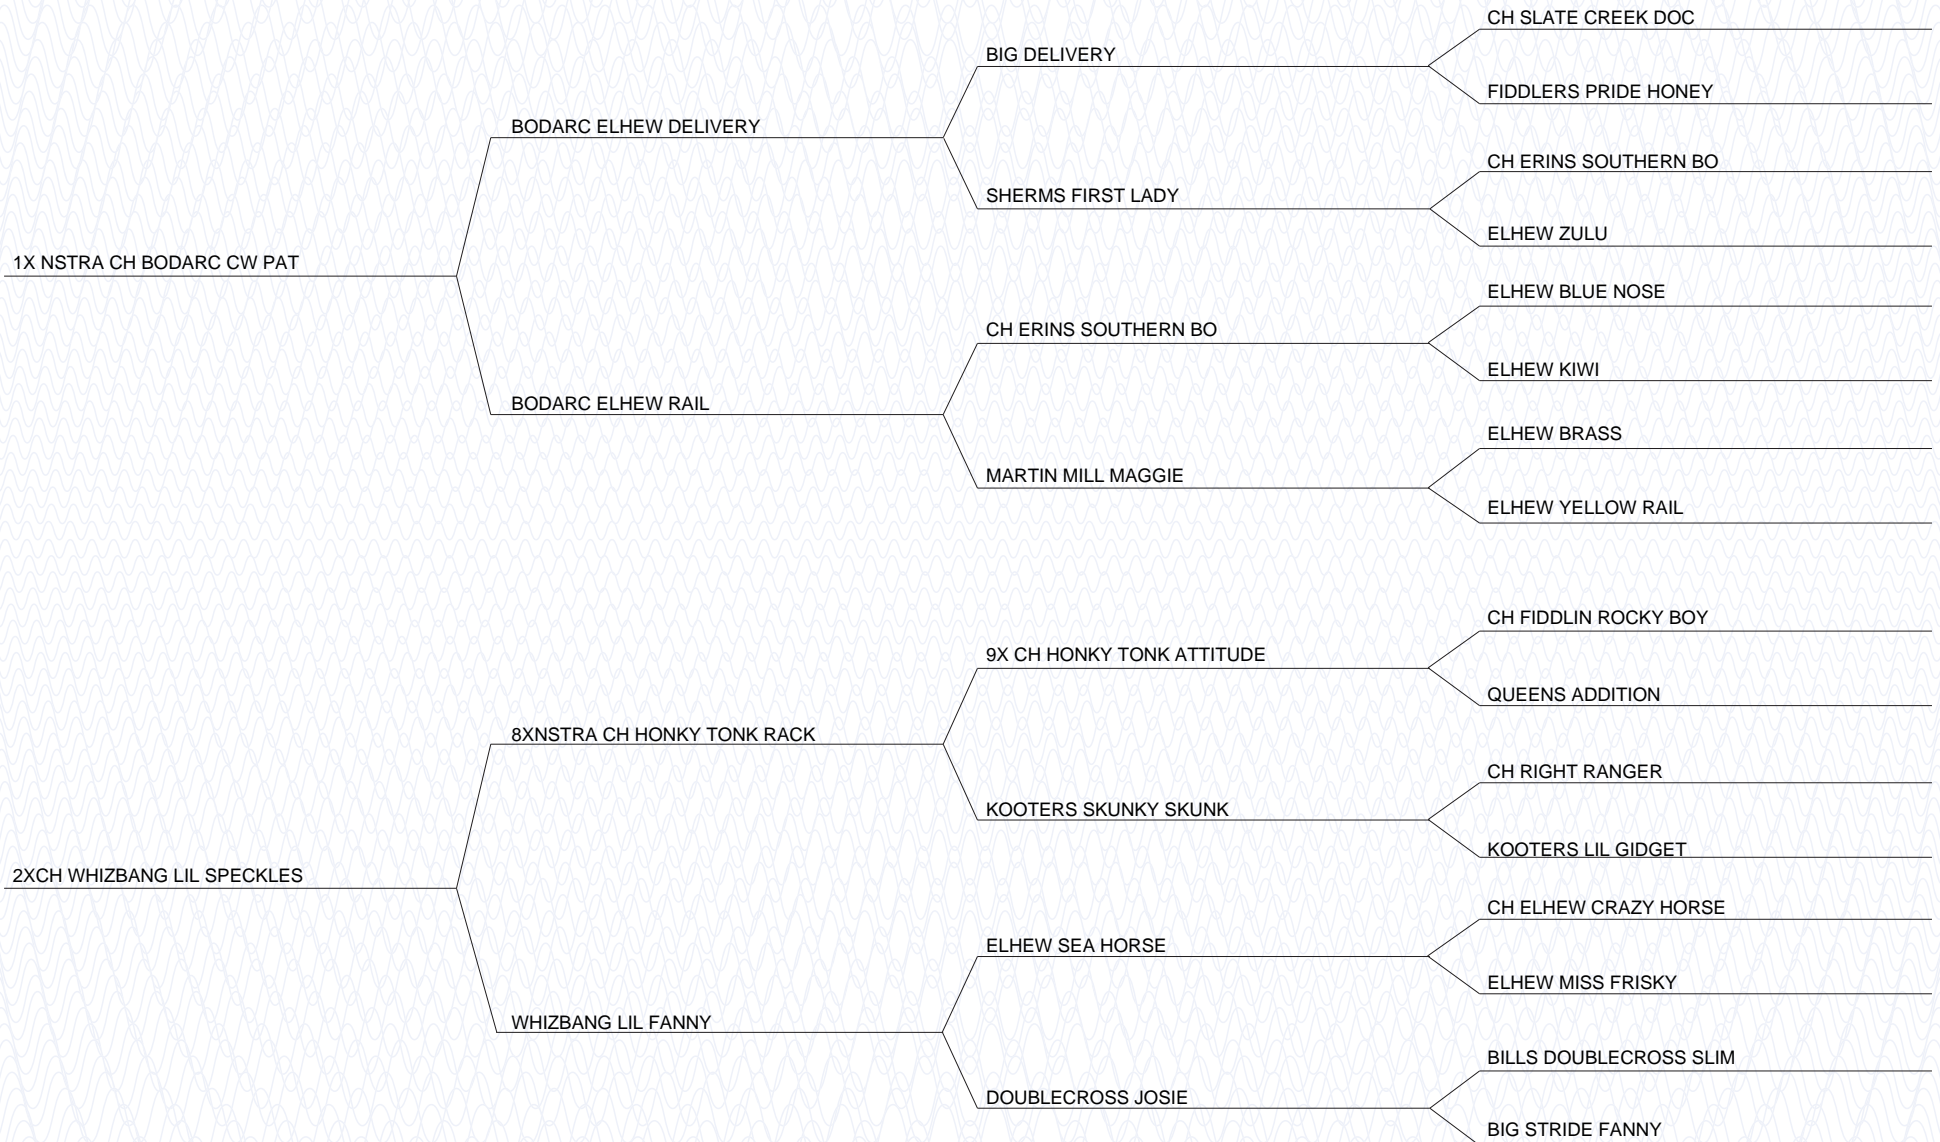 CH SLATE CREEK DOC
BIG DELIVERY
FIDDLERS PRIDE HONEY
BODARC ELHEW DELIVERY
CH ERINS SOUTHERN BO
SHERMS FIRST LADY
ELHEW ZULU
1X NSTRA CH BODARC CW PAT
ELHEW BLUE NOSE
CH ERINS SOUTHERN BO
ELHEW KIWI
BODARC ELHEW RAIL
ELHEW BRASS
MARTIN MILL MAGGIE
ELHEW YELLOW RAIL
CH FIDDLIN ROCKY BOY
9X CH HONKY TONK ATTITUDE
QUEENS ADDITION
8XNSTRA CH HONKY TONK RACK
CH RIGHT RANGER
KOOTERS SKUNKY SKUNK
KOOTERS LIL GIDGET
2XCH WHIZBANG LIL SPECKLES
CH ELHEW CRAZY HORSE
ELHEW SEA HORSE
ELHEW MISS FRISKY
WHIZBANG LIL FANNY
BILLS DOUBLECROSS SLIM
DOUBLECROSS JOSIE
BIG STRIDE FANNY